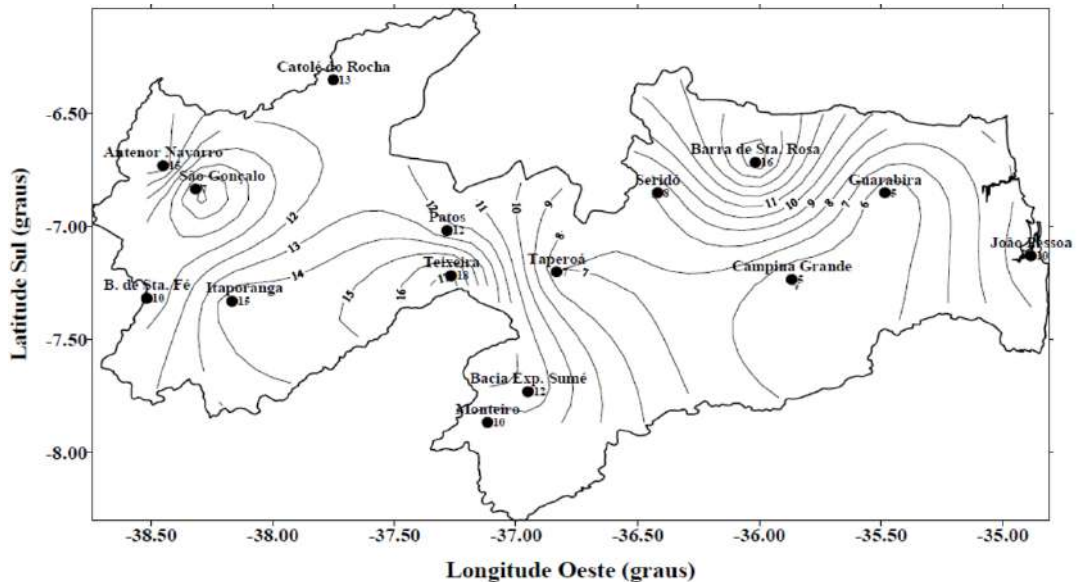 Catolé do Rocha
13
-6.50
Antenor Navarro
16
São Gonçalo
7
Barra de Sta. Rosa
16
Seridó
8
Guarabira
5
12
11
10
9
11
10
9
8
7
6
12
-7.00
Patos
12
13
8
João Pessoa
10
Teixeira
18
17
Taperoá
7
7
Campina Grande
5
14
B. de Sta. Fé
10
Itaporanga
15
15
16
-7.50
Bacia Exp. Sumé
12
Monteiro
10
-8.00
Latitude Sul (graus)
-38.50
-38.00
-37.50
-37.00
-36.50
-36.00
-35.50
-35.00
Longitude Oeste (graus)